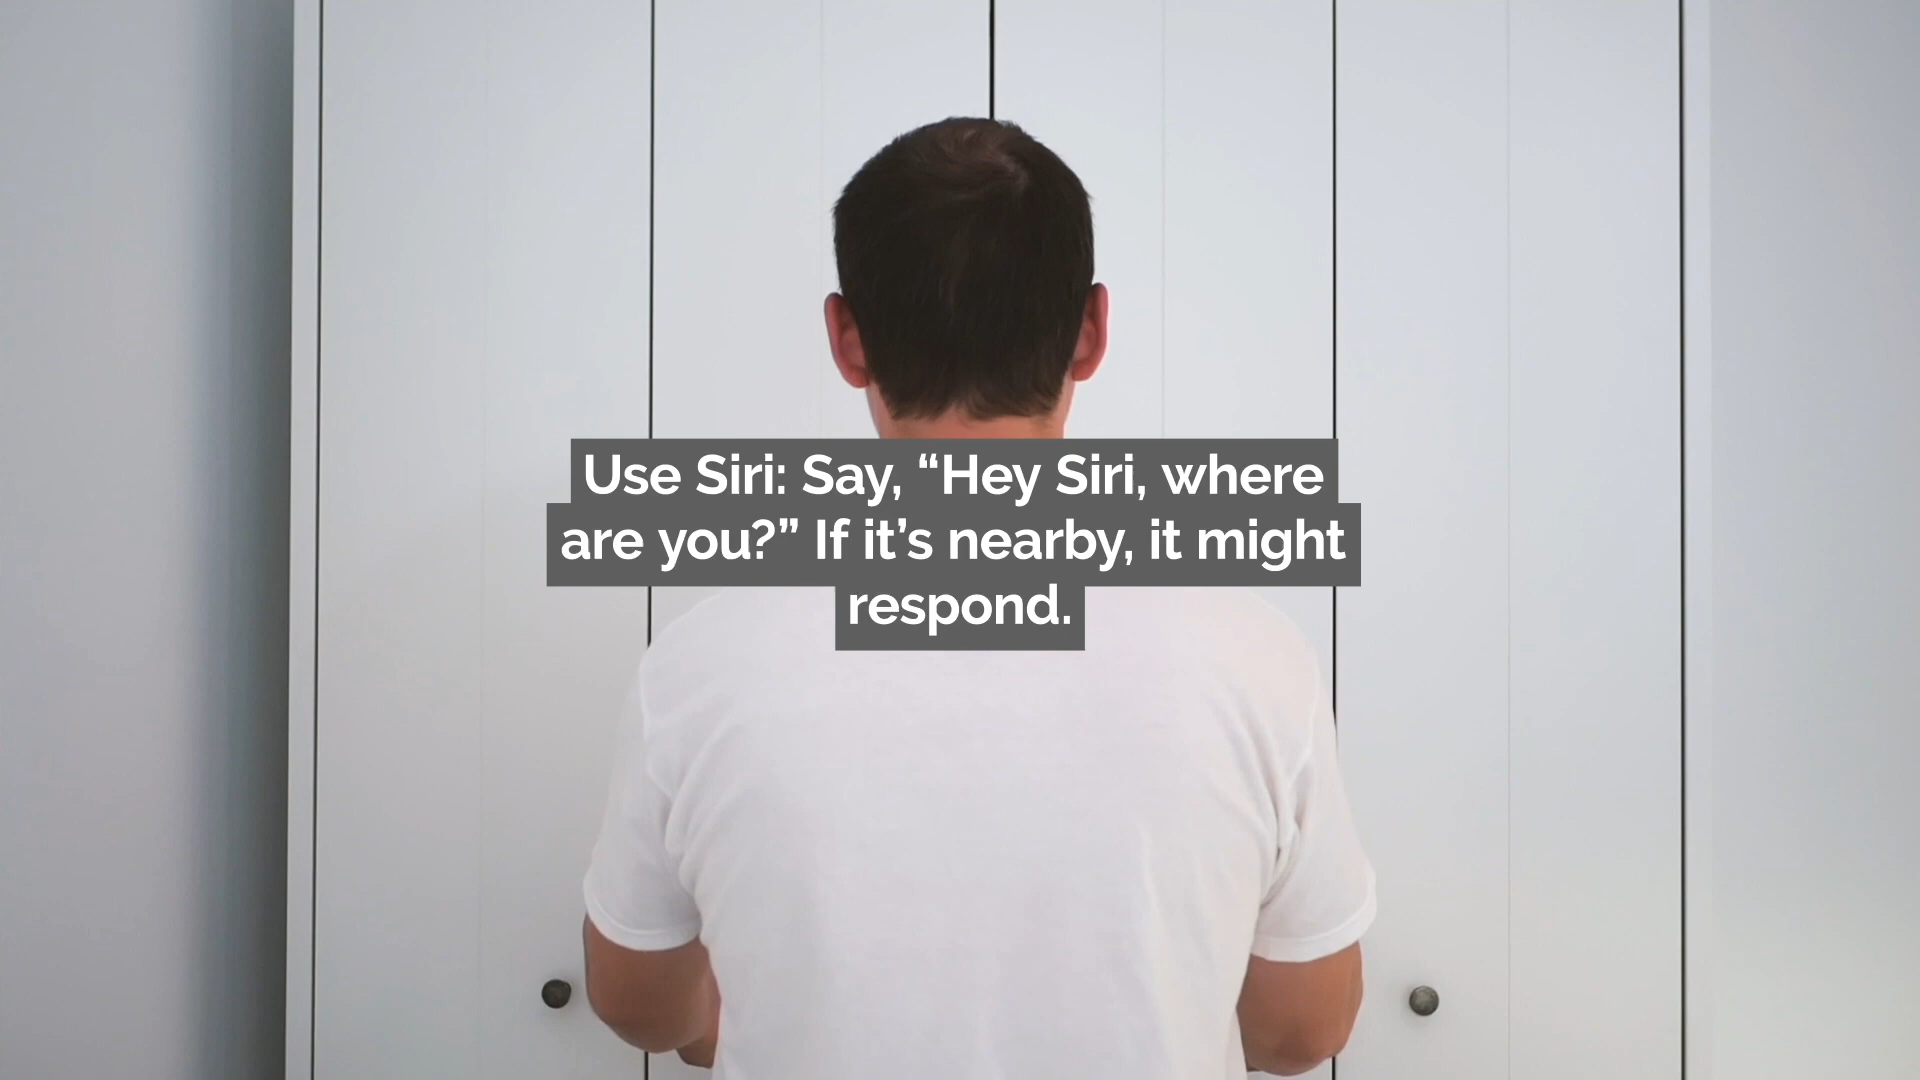 Use Siri: Say, “Hey Siri, where
are you?” If it’s nearby, it might
respond.